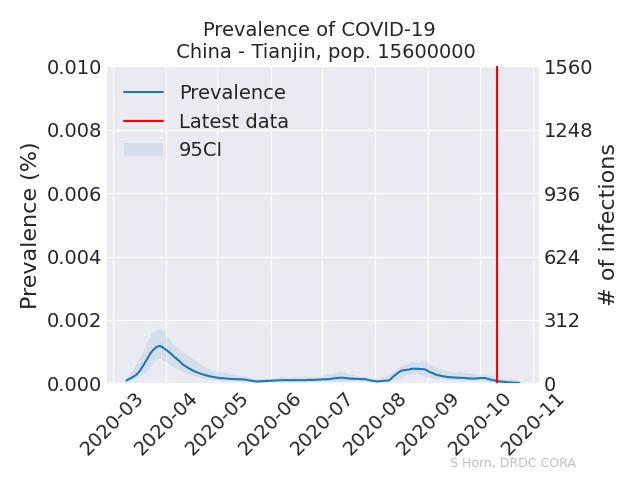 Prevalence of COVID-19
China - Tianjin, pop. 15600000
0.010
0.008
0.006
0.004
0.002
0.000
Prevalence (%)
Prevalence
Latest data
95CI
1560
1248
936
624
312
0
# of infections
2020-03
2020-04
2020-05
2020-06
2020-07
2020-08
2020-09
2020-10
2020-11
S Horn, DRDC CORA